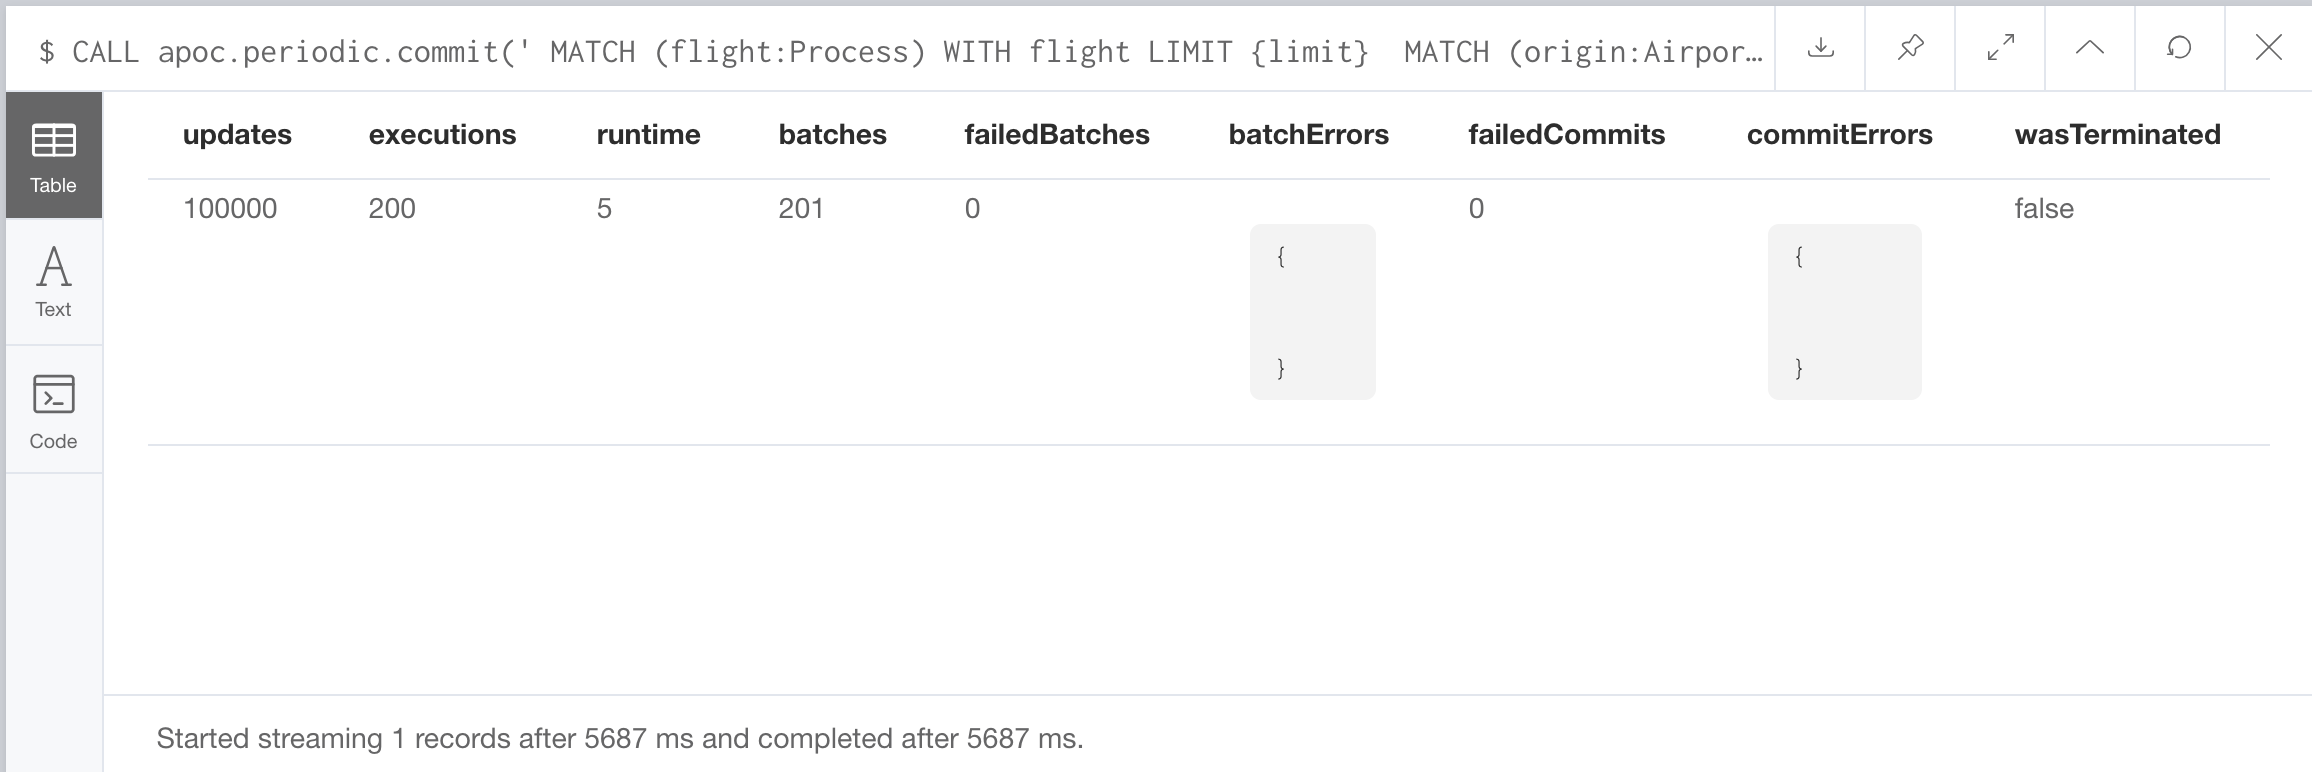 $ CALL apoc.periodic.commit(' MATCH (flight:Process) WITH flight LIMIT {limit}  MATCH (origin:Airpor…
Table
Text
Code
updates executions runtime batches failedBatches batchErrors failedCommits commitErrors wasTerminated
100000 200 5 201 0 0 false
{ {
} }
Started streaming 1 records after 5687 ms and completed after 5687 ms.